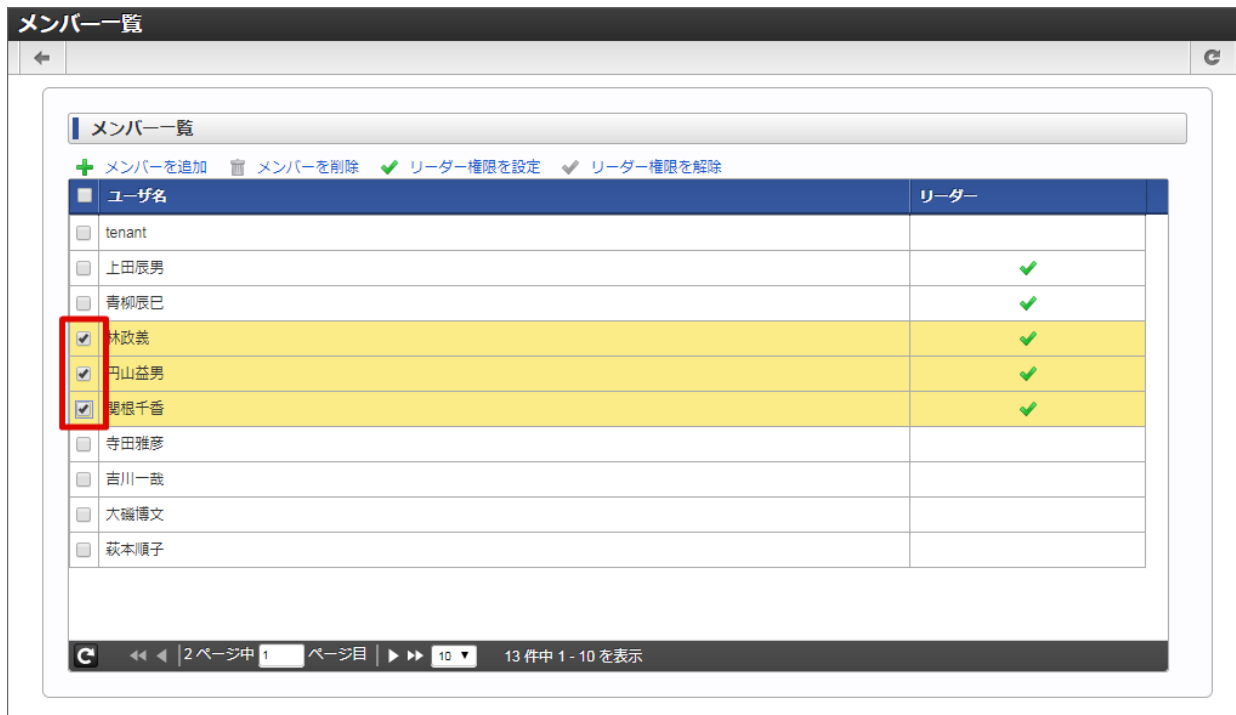 メンバー一覧
メンバー一覧
メンバーを追加 メンバーを削除 リーダー権限を設定 リーダー権限を解除
ユーザ名 リーダー
tenant
上田辰男
青柳辰巳
林政義
円山益男
関根千香
寺田雅彦
吉川一哉
大磯博文
萩本順子
2 ページ中 1 ページ目 10 13 件中 1 - 10 を表示